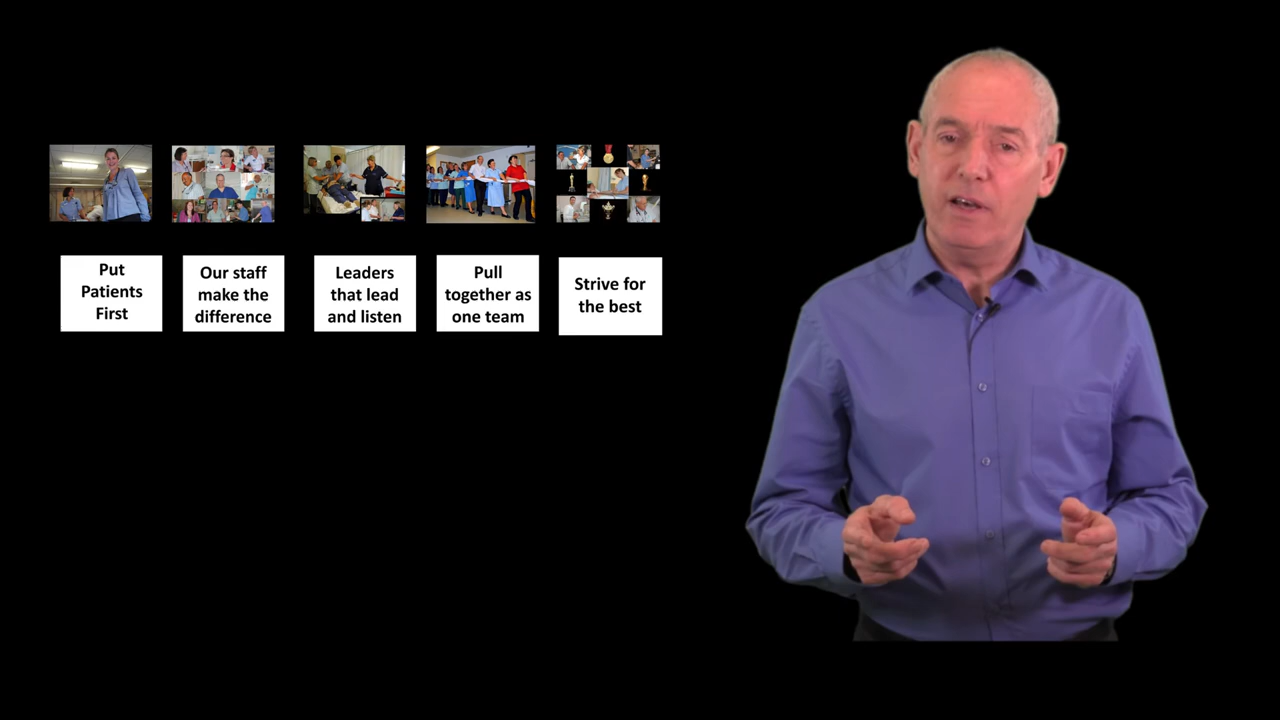 Put
Patients
First
Our staff
make the
difference
Leaders
that lead
and listen
Pull
together as
one team
Strive for
the best